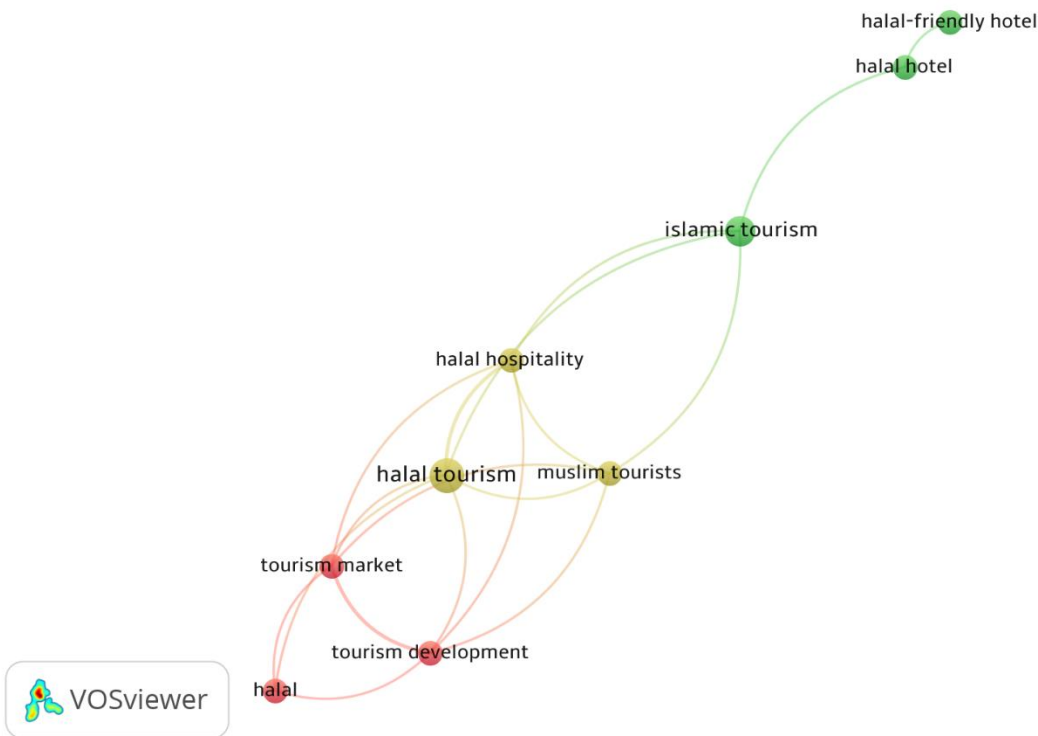 halal-friendly hotel
halal hotel
islamic tourism
halal hospitality
halal tourism
muslim tourists
tourism market
tourism development
halal
VOSviewer